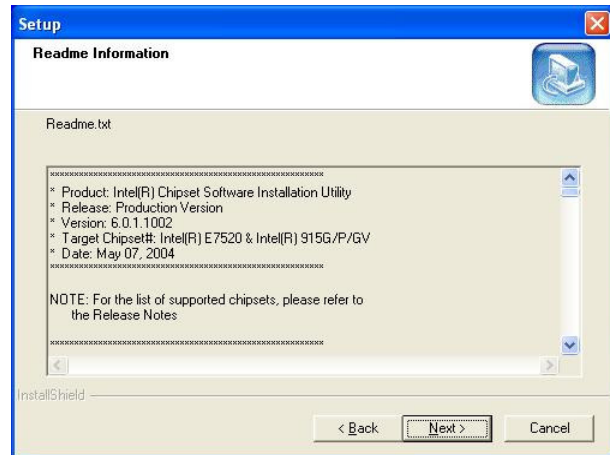 Setup
Readme Information
Readme.txt
******************************************************
* Product: Intel(R) Chipset Software Installation Utility
* Release: Production Version
* Version: 6.0.1.1002
* Target Chipset#: Intel(R) E7520 & Intel(R) 915G/P/GV
* Date: May 07, 2004
******************************************************
NOTE: For the list of supported chipsets, please refer to
the Release Notes
******************************************************
InstallShield
< Back
Next >
Cancel